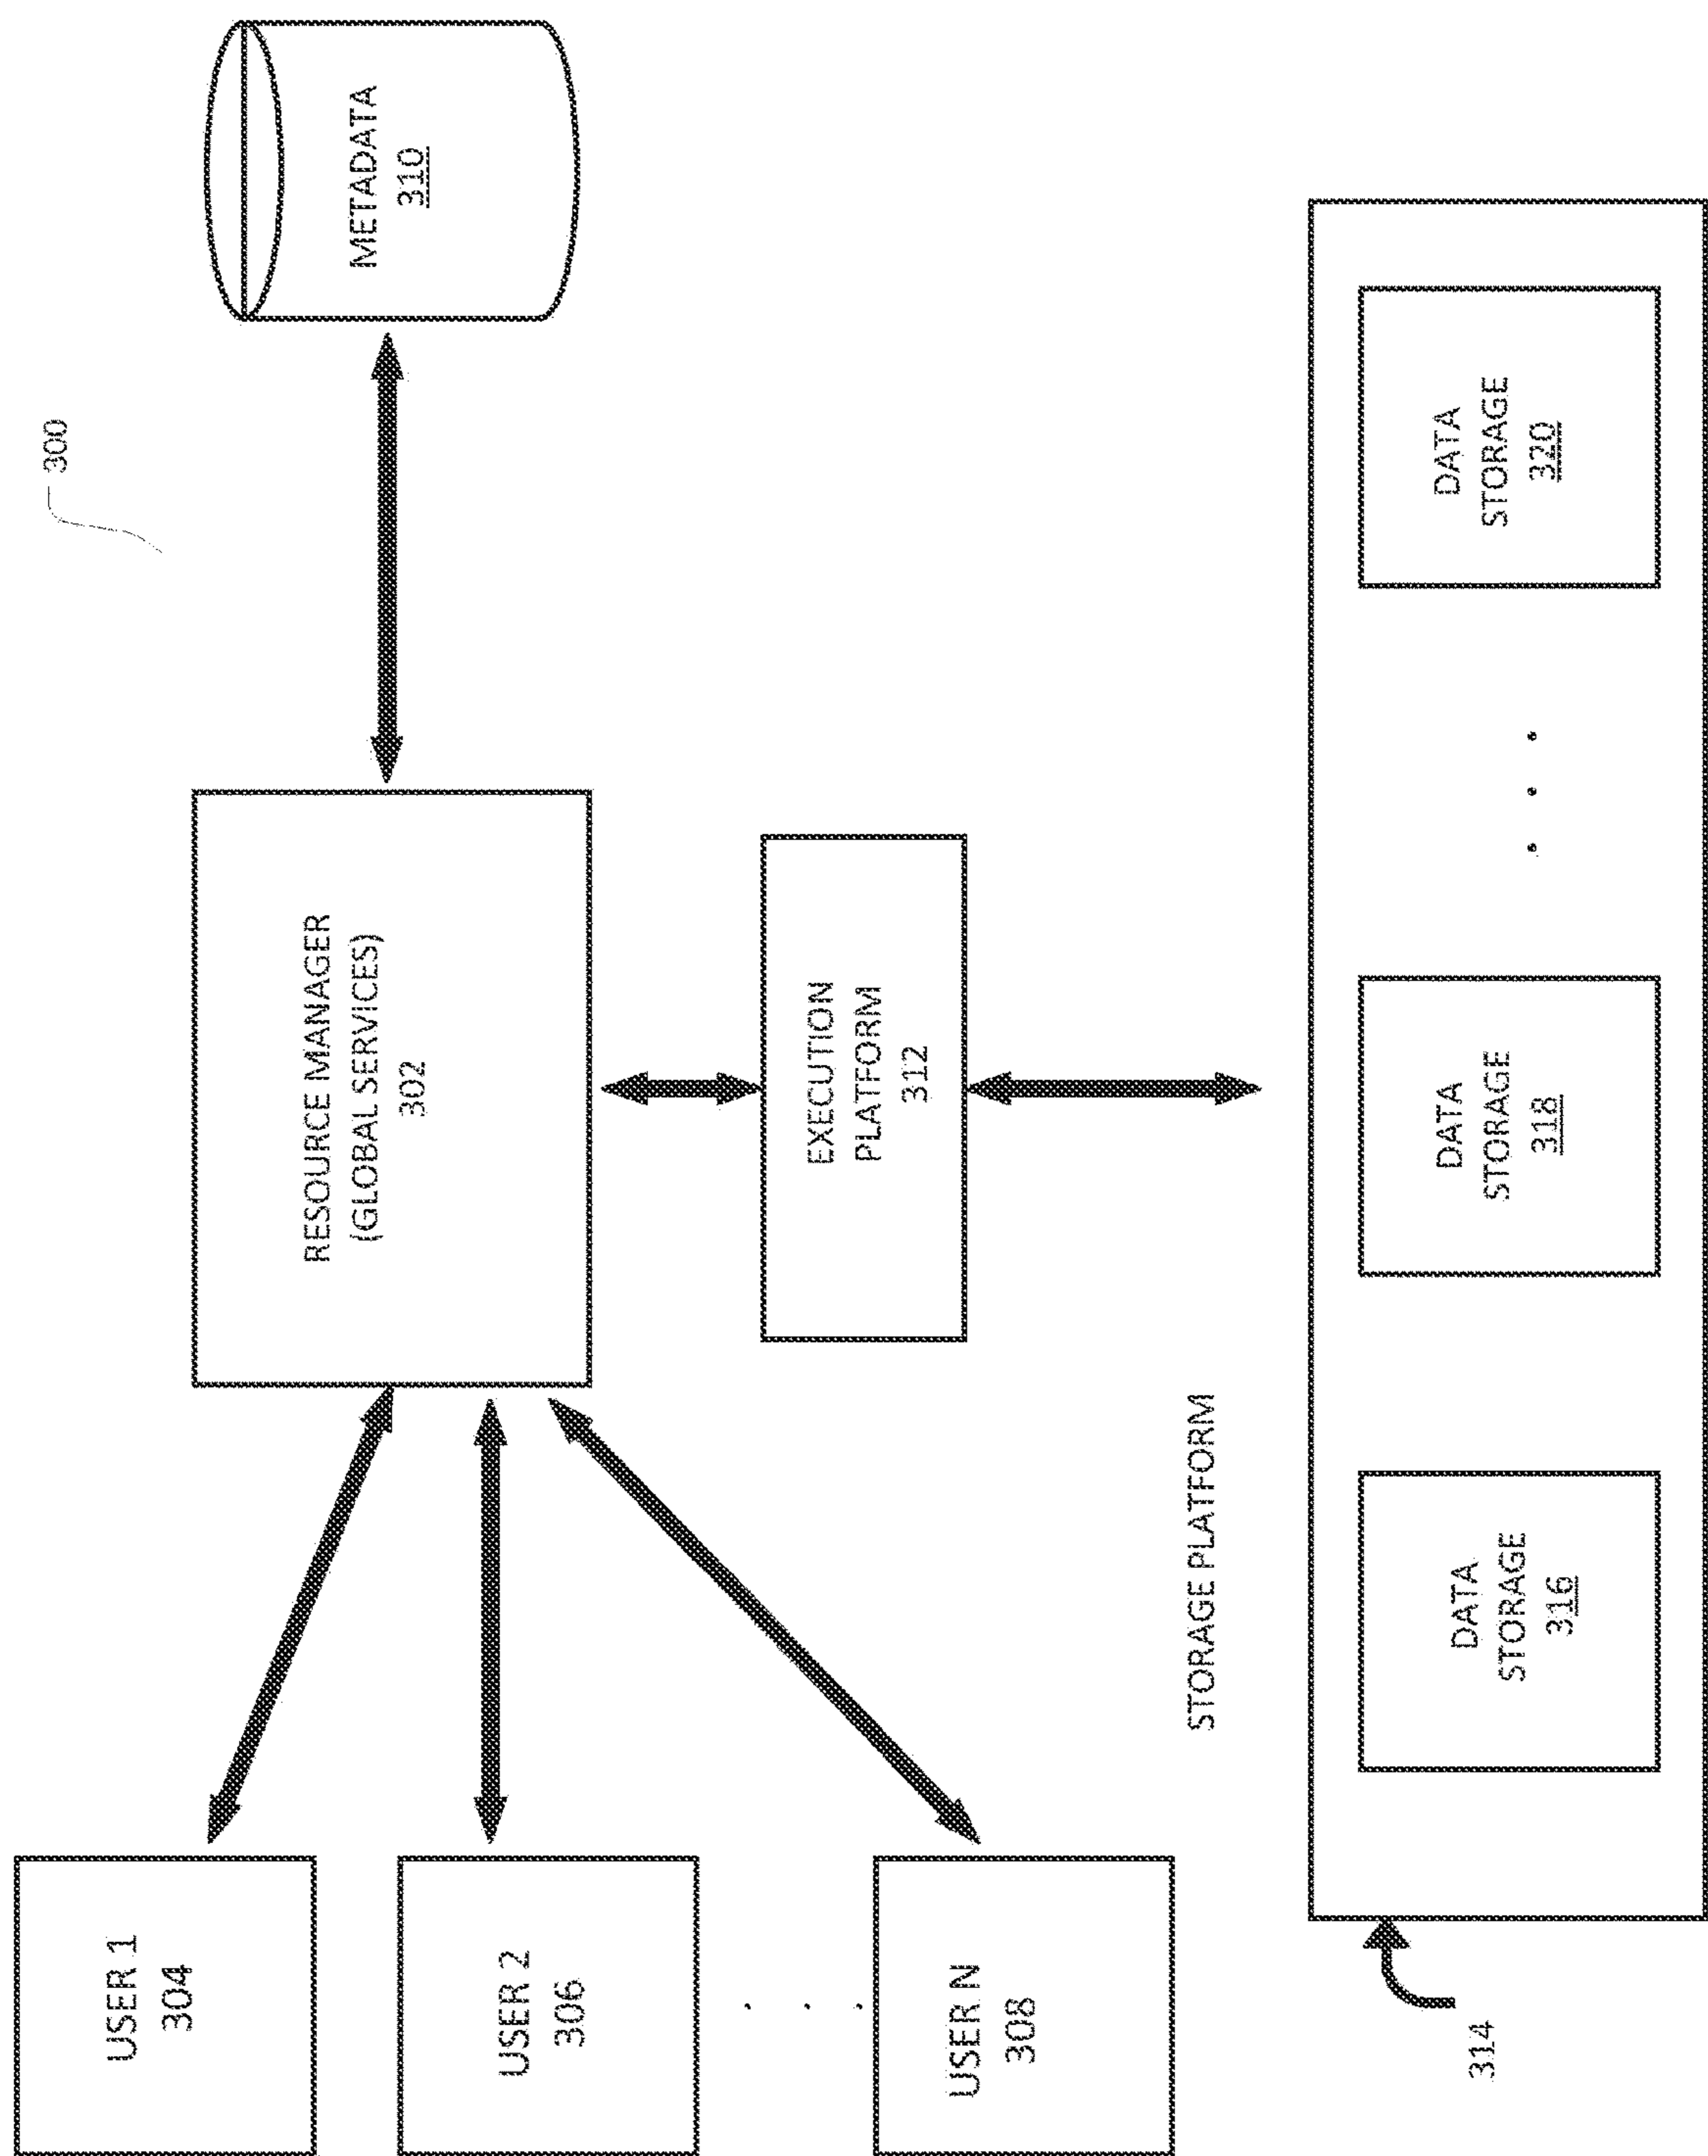 300
USER 1
304
USER 2
306
USER N
308
RESOURCE MANAGER
(GLOBAL SERVICES)
302
METADATA
310
EXECUTION
PLATFORM
312
STORAGE PLATFORM
314
DATA
STORAGE
316
DATA
STORAGE
318
DATA
STORAGE
320